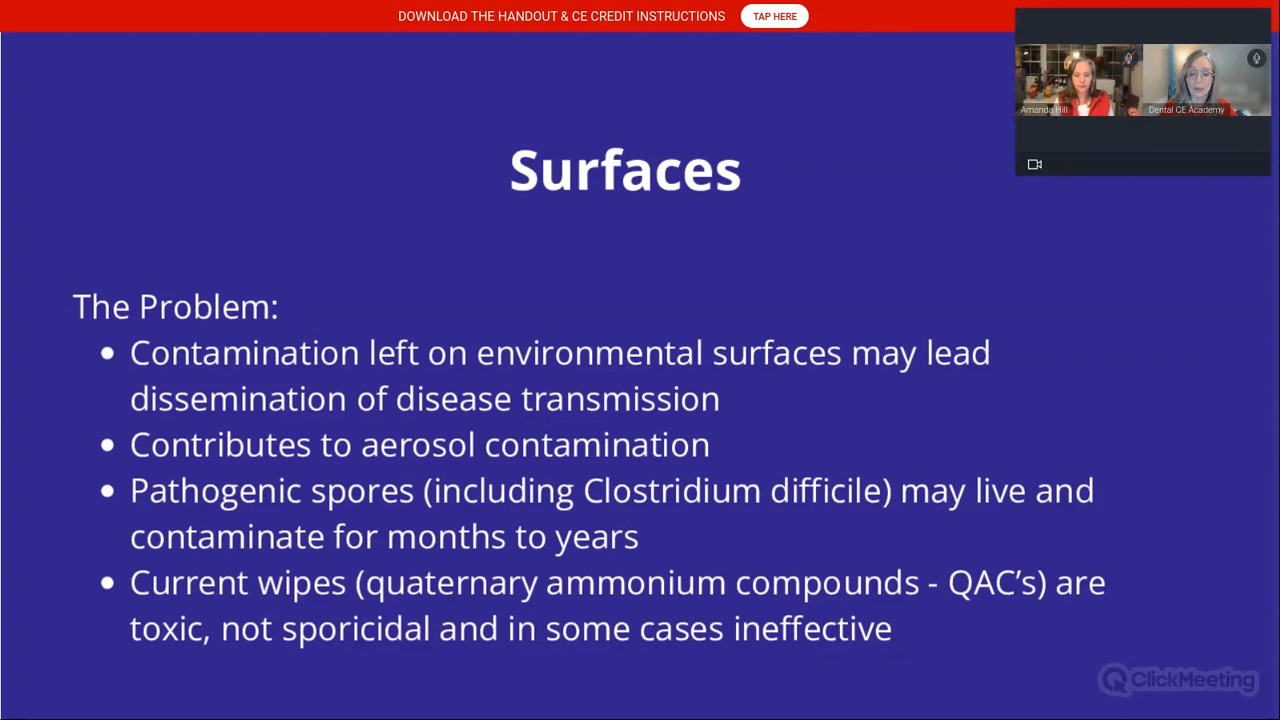 DOWNLOAD THE HANDOUT & CE CREDIT INSTRUCTIONS
TAP HERE
Amanda Hill
Dental CE Academy
Surfaces
The Problem:
• Contamination left on environmental surfaces may lead
dissemination of disease transmission
• Contributes to aerosol contamination
• Pathogenic spores (including Clostridium difficile) may live and
contaminate for months to years
• Current wipes (quaternary ammonium compounds - QAC’s) are
toxic, not sporicidal and in some cases ineffective
ClickMeeting